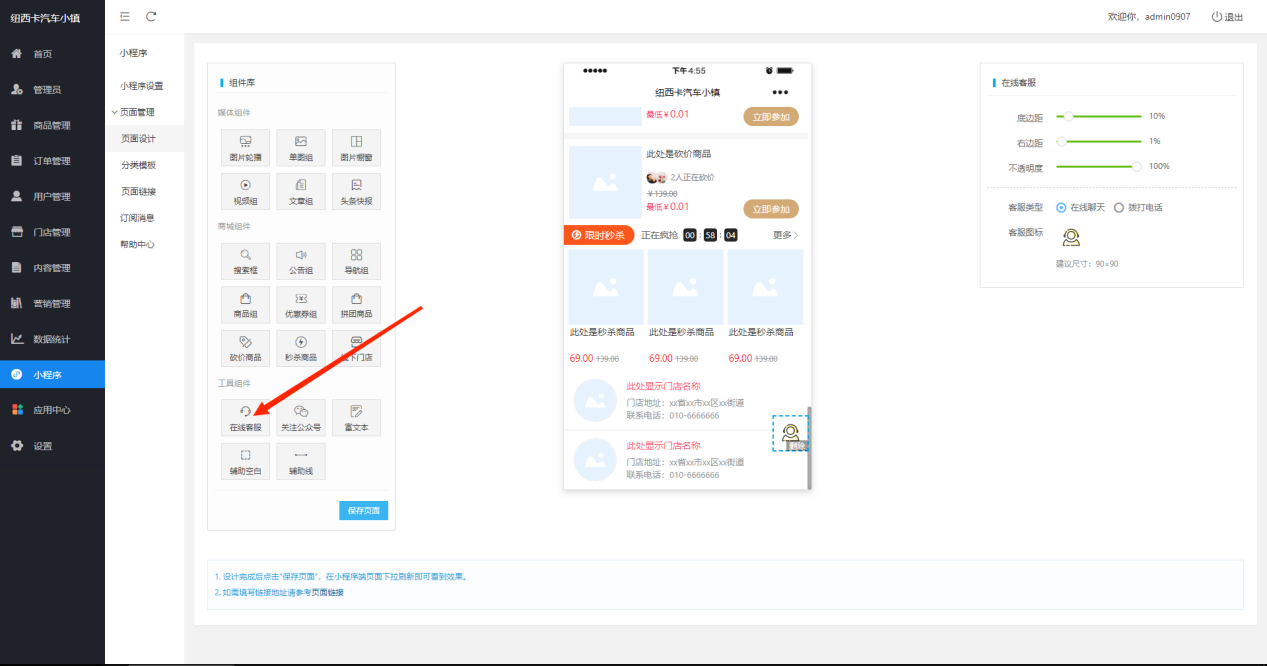 纽西卡汽车小镇
欢迎你，admin0907
退出
首页
管理员
商品管理
订单管理
用户管理
门店管理
内容管理
营销管理
数据统计
小程序
应用中心
设置
小程序
小程序设置
页面管理
页面设计
分类模板
页面链接
订阅消息
帮助中心
组件库
媒体组件
图片轮播 单图组 图片橱窗
视频组 文章组 头条快报
商城组件
搜索框 公告组 导航组
商品组 优惠券组 拼团商品
砍价商品 秒杀商品 线下门店
工具组件
在线客服 关注公众号 富文本
辅助空白 辅助线
保存页面
下午4:55
纽西卡汽车小镇
最低￥0.01
立即参加
此处是砍价商品
2人正在砍价
￥139.00
最低￥0.01
立即参加
限时秒杀 正在疯抢 00 : 58 : 04 更多
此处是秒杀商品 此处是秒杀商品 此处是秒杀商品
69.00 139.00 69.00 139.00 69.00 139.00
此处显示门店名称
门店地址：xx省xx市xx区xx街道
联系电话：010-6666666
删除
此处显示门店名称
门店地址：xx省xx市xx区xx街道
联系电话：010-6666666
在线客服
底边距 10%
右边距 1%
不透明度 100%
客服类型 在线聊天 拨打电话
客服图标
建议尺寸：90×90
1. 设计完成后点击"保存页面"，在小程序端页面下拉刷新即可看到效果。
2. 如需填写链接地址请参考页面链接